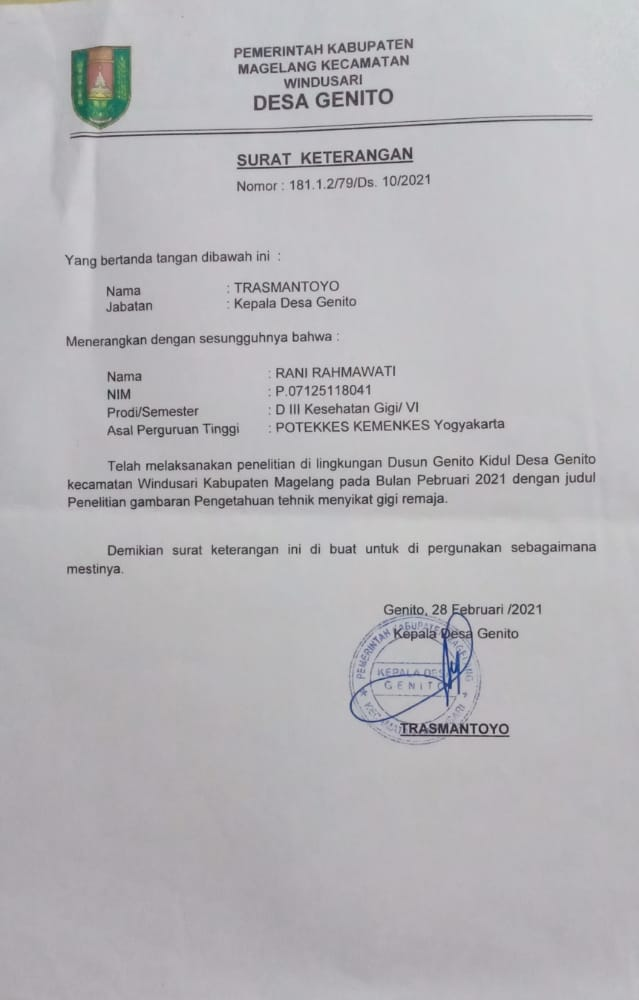 PEMERINTAH KABUPATEN
MAGELANG KECAMATAN
WINDUSARI
DESA GENITO
SURAT KETERANGAN
Nomor : 181.1.2/79/Ds. 10/2021
Yang bertanda tangan dibawah ini :
Nama : TRASMANTOYO
Jabatan : Kepala Desa Genito
Menerangkan dengan sesungguhnya bahwa :
Nama : RANI RAHMAWATI
NIM : P.07125118041
Prodi/Semester : D III Kesehatan Gigi/ VI
Asal Perguruan Tinggi : POTEKKES KEMENKES Yogyakarta
Telah melaksanakan penelitian di lingkungan Dusun Genito Kidul Desa Genito
kecamatan Windusari Kabupaten Magelang pada Bulan Pebruari 2021 dengan judul
Penelitian gambaran Pengetahuan tehnik menyikat gigi remaja.
Demikian surat keterangan ini di buat untuk di pergunakan sebagaimana
mestinya.
Genito, 28 Februari /2021
Kepala Desa Genito
PEMERINTAH KABUPATEN MAGELANG
KEPALA DESA
GENITO
TRASMANTOYO